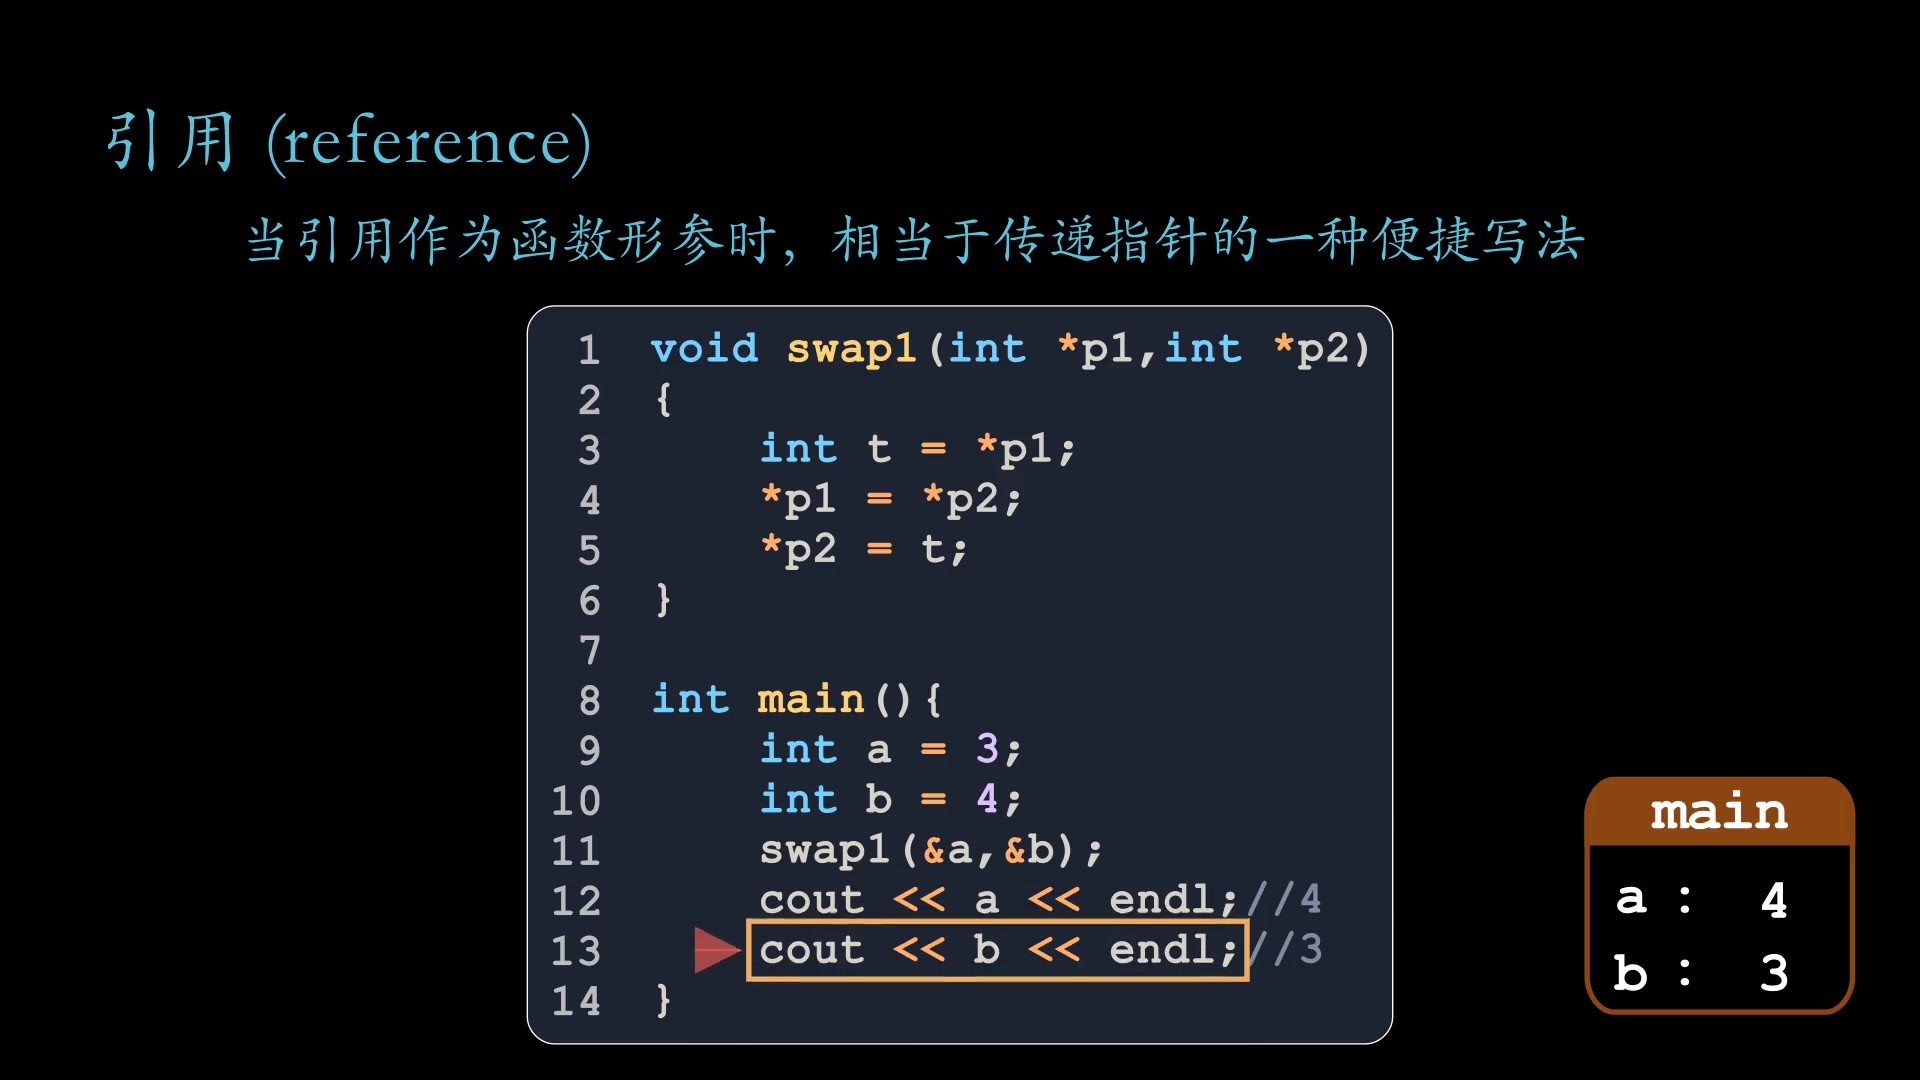 引用 (reference)
当引用作为函数形参时，相当于传递指针的一种便捷写法
1 void swap1(int *p1,int *p2)
2 {
3     int t = *p1;
4     *p1 = *p2;
5     *p2 = t;
6 }
7
8 int main(){
9     int a = 3;
10     int b = 4;
11     swap1(&a,&b);
12     cout << a << endl;//4
13     cout << b << endl;//3
14 }
main
a : 4
b : 3